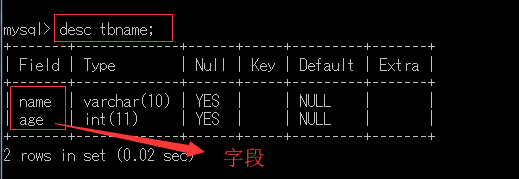 mysql> desc tbname;
+-------+-------------+------+-----+---------+-------+
| Field | Type | Null | Key | Default | Extra |
+-------+-------------+------+-----+---------+-------+
| name | varchar(10) | YES | | NULL | |
| age | int(11) | YES | | NULL | |
+-------+-------------+------+-----+---------+-------+
2 rows in set (0.02 sec)
字段